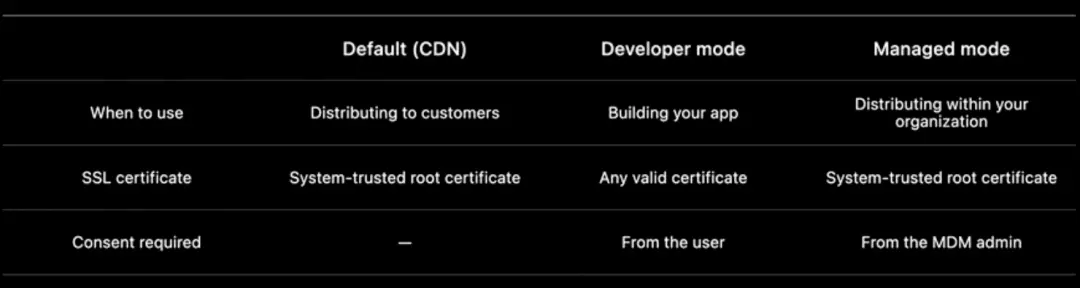 Default (CDN) Developer mode Managed mode
When to use Distributing to customers Building your app Distributing within your
organization
SSL certificate System-trusted root certificate Any valid certificate System-trusted root certificate
Consent required — From the user From the MDM admin